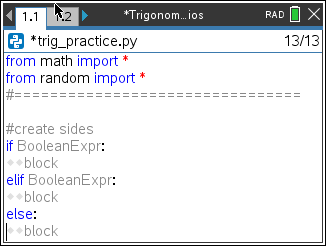 1.1 1.2 *Trigonom...ios RAD
*trig_practice.py 13/13
from math import *
from random import *
#================================
#create sides
if BooleanExpr:
◆◆block
elif BooleanExpr:
◆◆block
else:
◆◆block